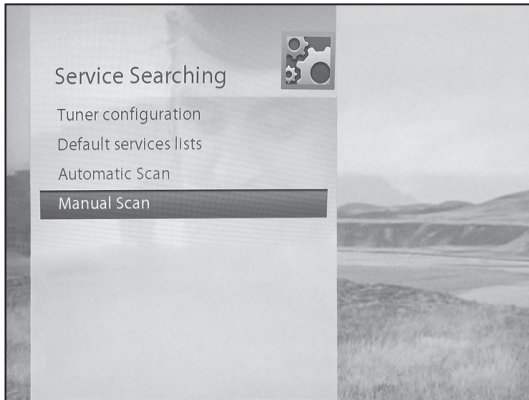 Service Searching
Tuner configuration
Default services lists
Automatic Scan
Manual Scan